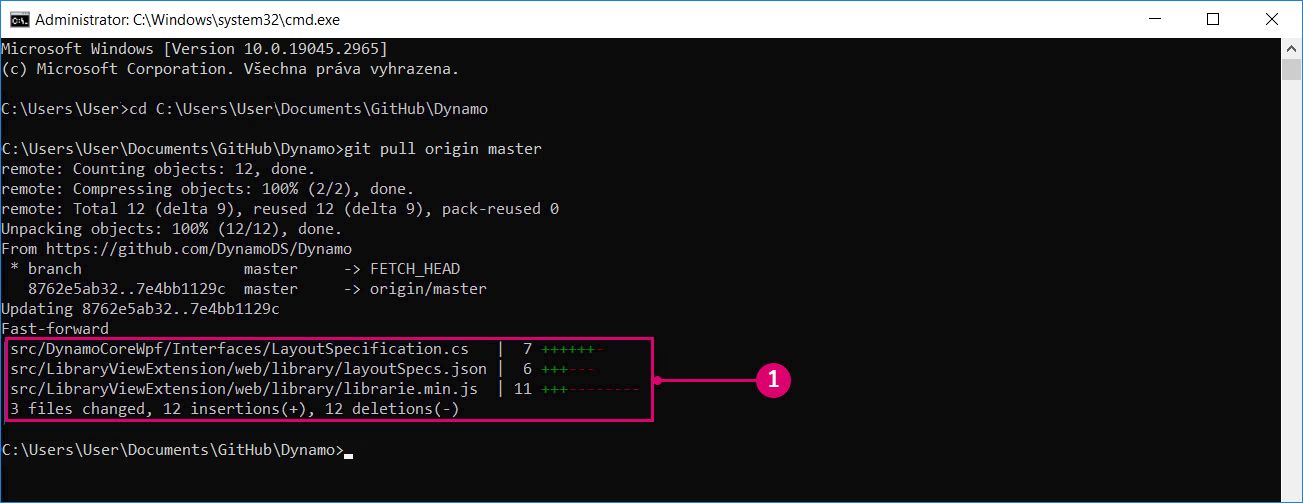 Administrator: C:\Windows\system32\cmd.exe
Microsoft Windows [Version 10.0.19045.2965]
(c) Microsoft Corporation. Všechna práva vyhrazena.
C:\Users\User>cd C:\Users\User\Documents\GitHub\Dynamo
C:\Users\User\Documents\GitHub\Dynamo>git pull origin master
remote: Counting objects: 12, done.
remote: Compressing objects: 100% (2/2), done.
remote: Total 12 (delta 9), reused 12 (delta 9), pack-reused 0
Unpacking objects: 100% (12/12), done.
From https://github.com/DynamoDS/Dynamo
 * branch                  master     -> FETCH_HEAD
   8762e5ab32..7e4bb1129c  master     -> origin/master
Updating 8762e5ab32..7e4bb1129c
Fast-forward
 src/DynamoCoreWpf/Interfaces/LayoutSpecification.cs   |  7 ++++++-
 src/LibraryViewExtension/web/library/layoutSpecs.json |  6 +++---
 src/LibraryViewExtension/web/library/librarie.min.js  | 11 +++--------
1
 3 files changed, 12 insertions(+), 12 deletions(-)
C:\Users\User\Documents\GitHub\Dynamo>